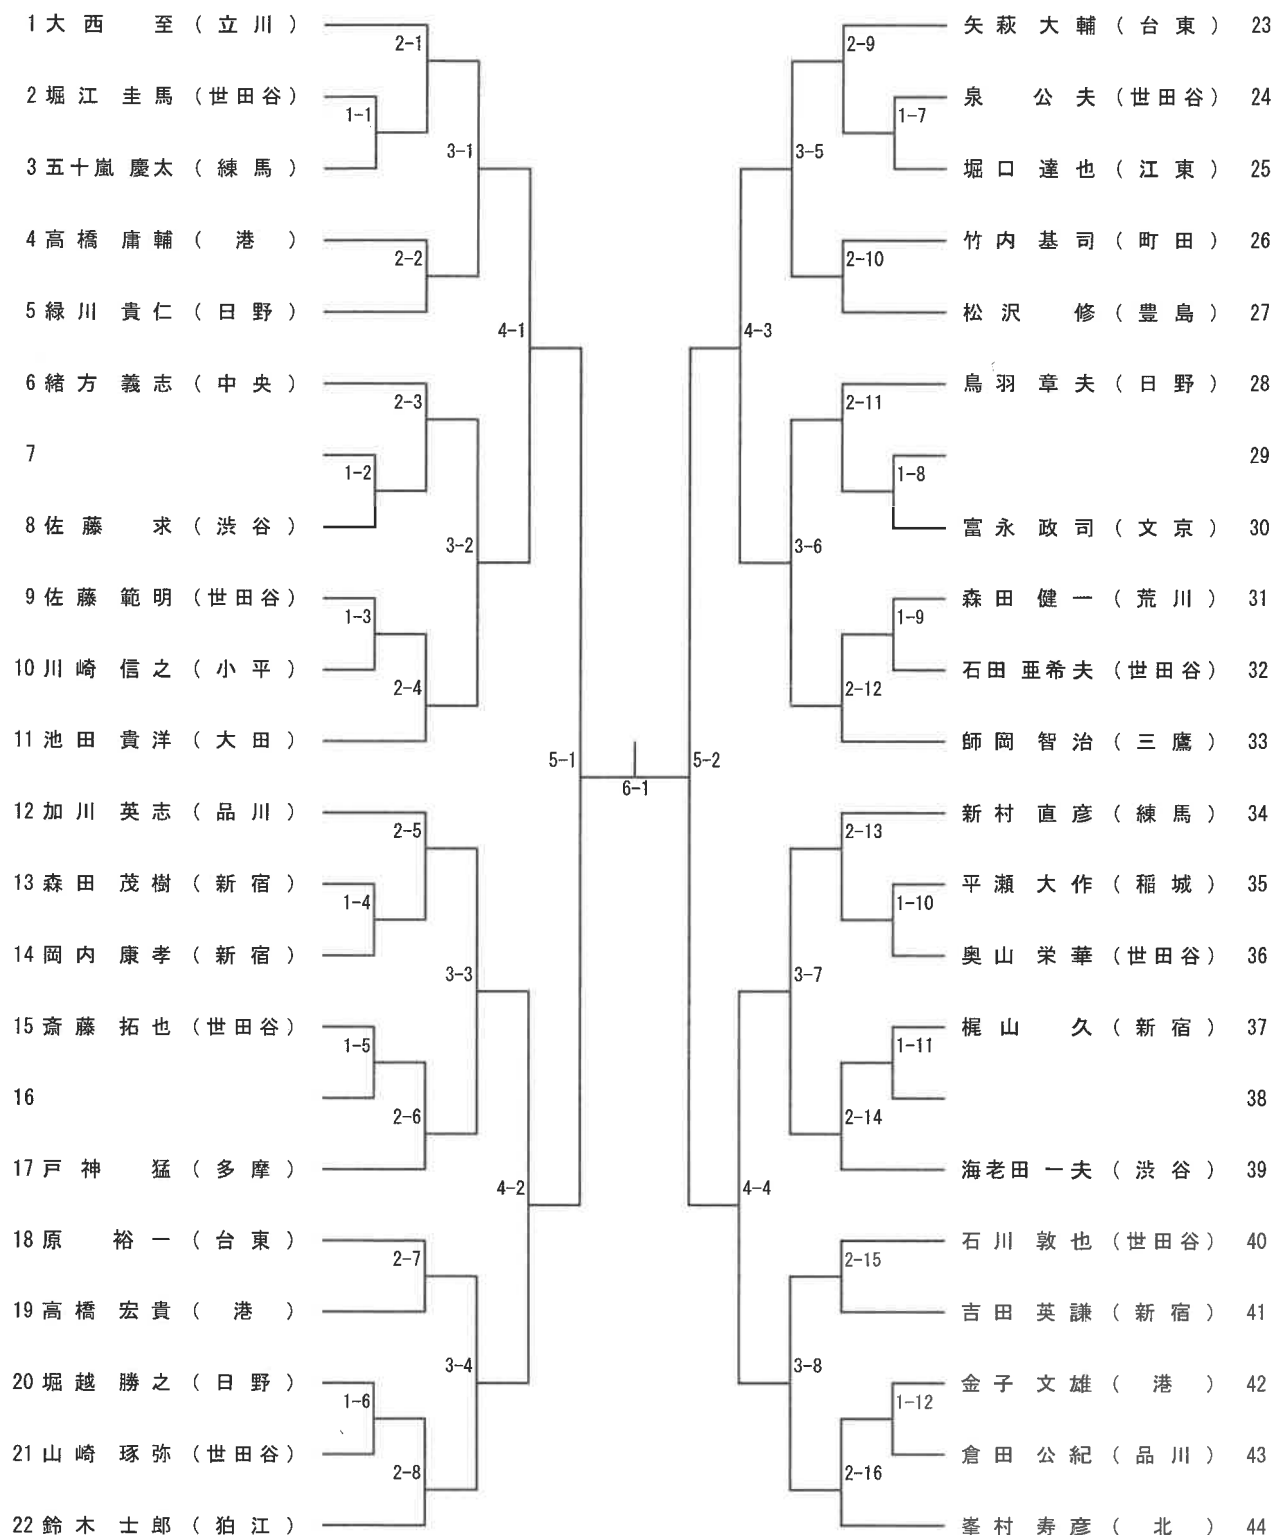 1 大西 至 (立川)
2-1
2 堀江 圭馬 (世田谷)
1-1
3 五十嵐 慶太 (練馬)
3-1
4 高橋 庸輔 (港)
2-2
5 緑川 貴仁 (日野)
4-1
6 緒方 義志 (中央)
2-3
7
1-2
8 佐藤 求 (渋谷)
3-2
9 佐藤 範明 (世田谷)
1-3
10 川崎 信之 (小平)
2-4
11 池田 貴洋 (大田)
5-1
12 加川 英志 (品川)
2-5
13 森田 茂樹 (新宿)
1-4
14 岡内 康孝 (新宿)
3-3
15 斎藤 拓也 (世田谷)
1-5
16
2-6
17 戸神 猛 (多摩)
4-2
18 原 裕一 (台東)
2-7
19 高橋 宏貴 (港)
3-4
20 堀越 勝之 (日野)
1-6
21 山崎 琢弥 (世田谷)
2-8
22 鈴木 士郎 (狛江)
6-1
矢萩 大輔 (台東) 23
2-9
泉 公夫 (世田谷) 24
1-7
3-5
堀口 達也 (江東) 25
竹内 基司 (町田) 26
2-10
松沢 修 (豊島) 27
4-3
鳥羽 章夫 (日野) 28
2-11
29
1-8
富永 政司 (文京) 30
3-6
森田 健一 (荒川) 31
1-9
石田 亜希夫 (世田谷) 32
2-12
師岡 智治 (三鷹) 33
5-2
新村 直彦 (練馬) 34
2-13
平瀬 大作 (稲城) 35
1-10
奥山 栄華 (世田谷) 36
3-7
梶山 久 (新宿) 37
1-11
38
2-14
海老田 一夫 (渋谷) 39
4-4
石川 敦也 (世田谷) 40
2-15
吉田 英謙 (新宿) 41
3-8
金子 文雄 (港) 42
1-12
倉田 公紀 (品川) 43
2-16
峯村 寿彦 (北) 44